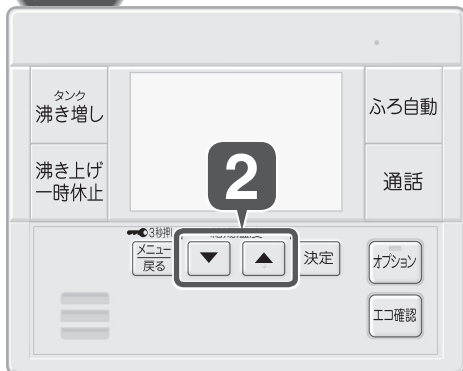 タンク
沸き増し
ふろ自動
沸き上げ
一時休止
2
通話
3秒押
メニュー
戻る
▼
▲
決定
オプション
エコ確認